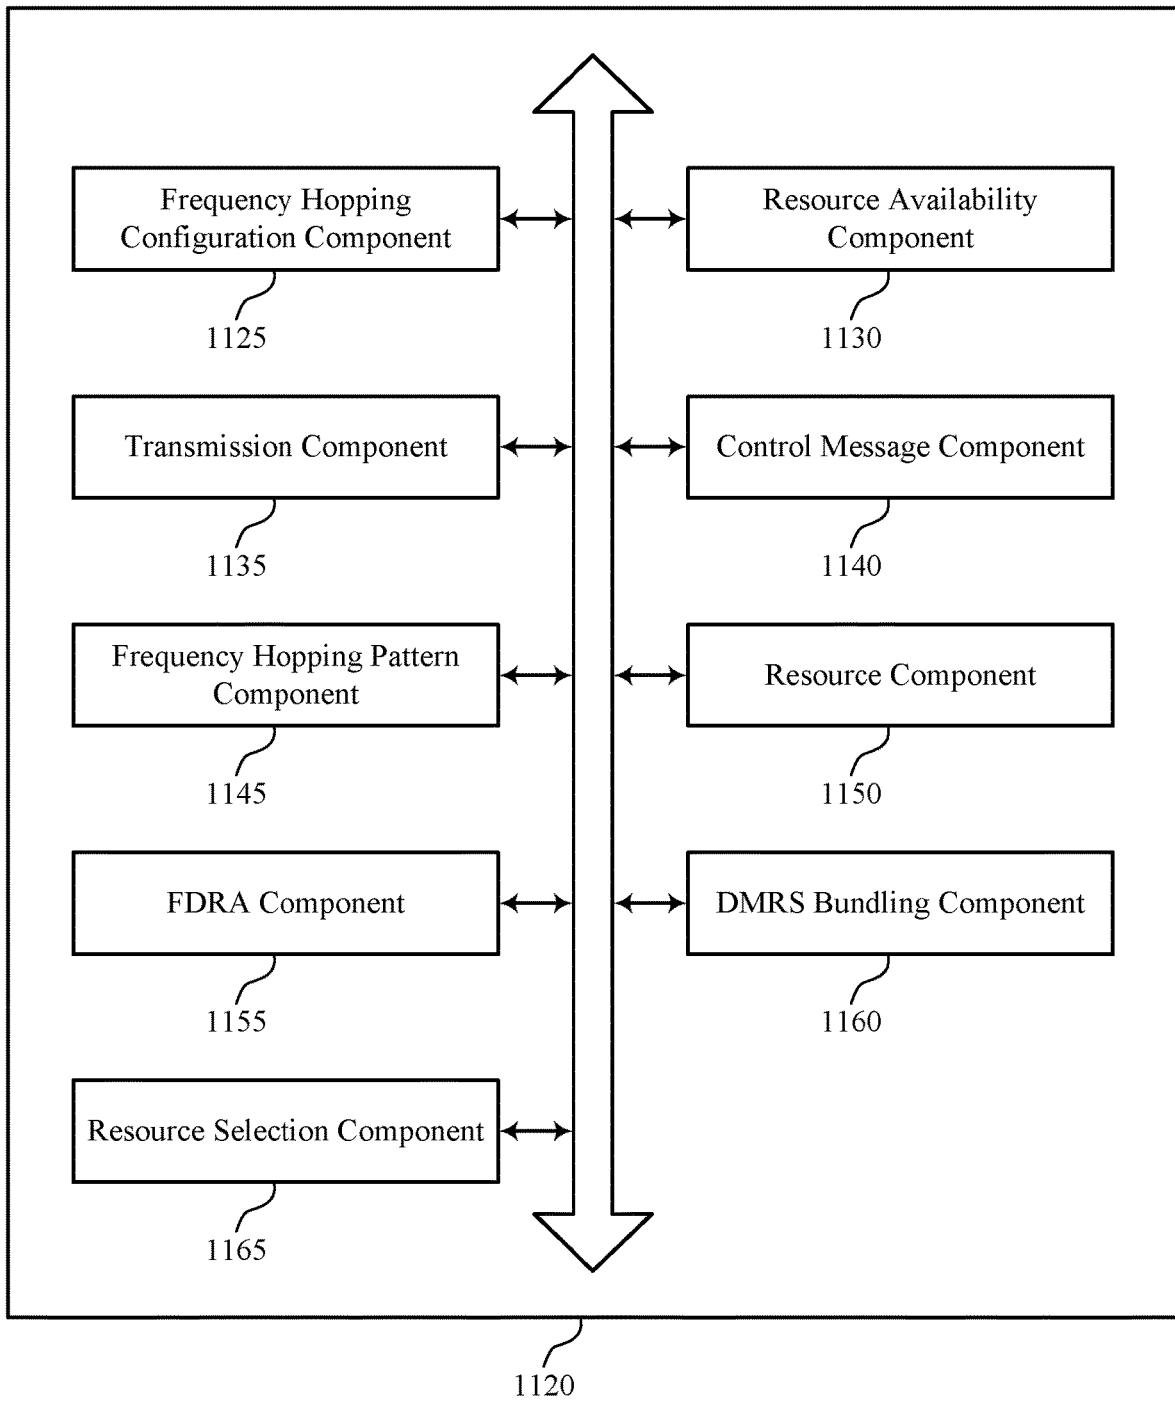 Frequency Hopping
Configuration Component
1125
Resource Availability
Component
1130
Transmission Component
1135
Control Message Component
1140
Frequency Hopping Pattern
Component
1145
Resource Component
1150
FDRA Component
1155
DMRS Bundling Component
1160
Resource Selection Component
1165
1120